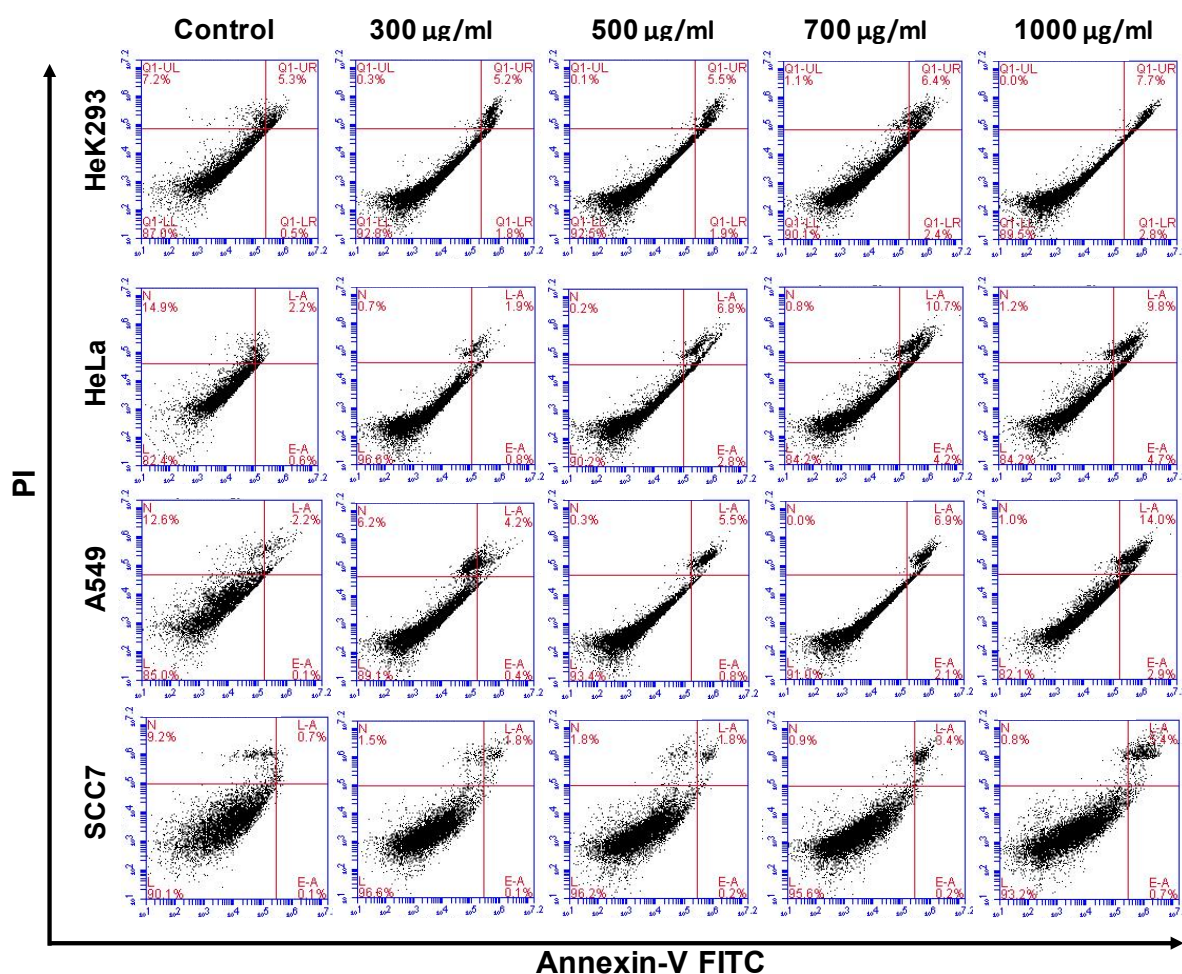 Control 300 µg/ml 500 µg/ml 700 µg/ml 1000 µg/ml
HeK293
Q1-UL Q1-UR
7.2% 5.3%
Q1-LL Q1-LR
87.0% 0.5%
Q1-UL Q1-UR
0.3% 5.2%
Q1-LL Q1-LR
92.8% 1.8%
Q1-UL Q1-UR
0.1% 5.5%
Q1-LL Q1-LR
92.5% 1.9%
Q1-UL Q1-UR
1.1% 6.4%
Q1-LL Q1-LR
90.1% 2.4%
Q1-UL Q1-UR
0.0% 7.7%
Q1-LL Q1-LR
89.5% 2.8%
HeLa
N L-A
14.9% 2.2%
L E-A
82.4% 0.6%
N L-A
0.7% 1.9%
L E-A
96.6% 0.8%
N L-A
0.2% 6.8%
L E-A
90.2% 2.8%
N L-A
0.8% 10.7%
L E-A
84.2% 4.2%
N L-A
1.2% 9.8%
L E-A
84.2% 4.7%
A549
N L-A
12.6% 2.2%
L E-A
85.0% 0.1%
N L-A
6.2% 4.2%
L E-A
89.1% 0.4%
N L-A
0.3% 5.5%
L E-A
93.4% 0.8%
N L-A
0.0% 6.9%
L E-A
91.0% 2.1%
N L-A
1.0% 14.0%
L E-A
82.1% 2.9%
SCC7
N L-A
9.2% 0.7%
L E-A
90.1% 0.1%
N L-A
1.5% 1.8%
L E-A
96.6% 0.1%
N L-A
1.8% 1.8%
L E-A
96.2% 0.2%
N L-A
0.9% 3.4%
L E-A
95.6% 0.2%
N L-A
0.8%
L E-A
93.2% 0.7%
PI
Annexin-V FITC